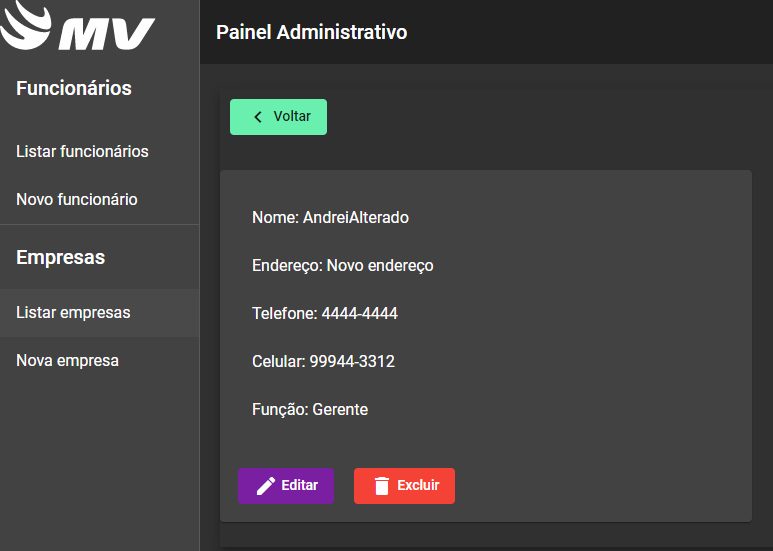 MV
Painel Administrativo
Funcionários
Listar funcionários
Novo funcionário
Empresas
Listar empresas
Nova empresa
Voltar
Nome: AndreiAlterado
Endereço: Novo endereço
Telefone: 4444-4444
Celular: 99944-3312
Função: Gerente
Editar
Excluir